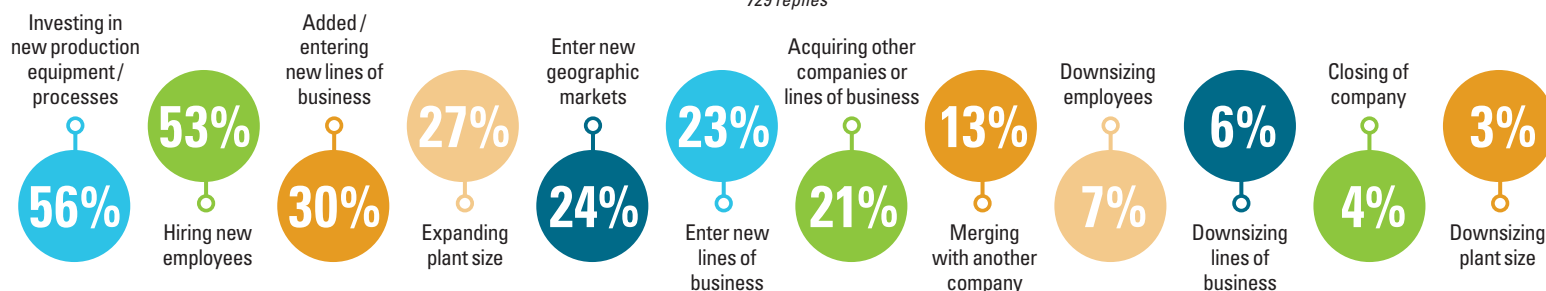 729 replies
Investing in
new production
equipment/
processes
56%
53%
Hiring new
employees
Added/
entering
new lines of
business
30%
27%
Expanding
plant size
Enter new
geographic
markets
24%
23%
Enter new
lines of
business
Acquiring other
companies or
lines of business
21%
13%
Merging
with another
company
Downsizing
employees
7%
6%
Downsizing
lines of
business
Closing of
company
4%
3%
Downsizing
plant size